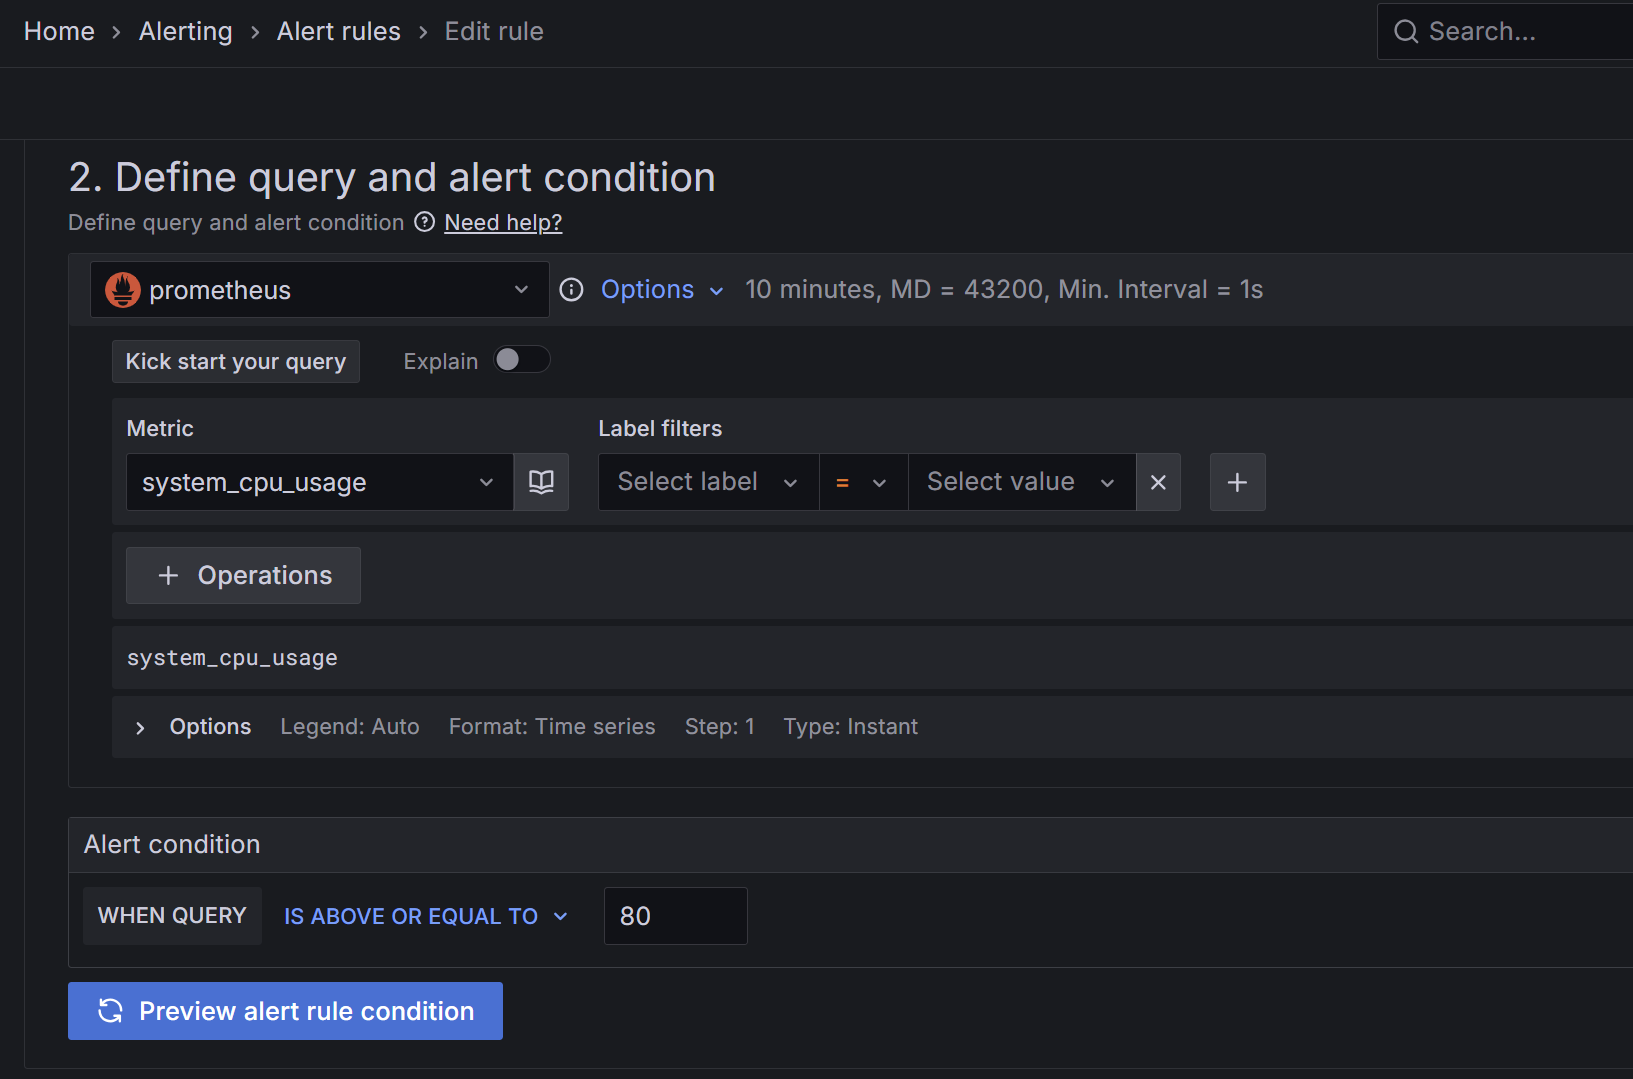 Home › Alerting › Alert rules › Edit rule
Search...
2. Define query and alert condition
Define query and alert condition Need help?
prometheus Options 10 minutes, MD = 43200, Min. Interval = 1s
Kick start your query Explain
Metric Label filters
system_cpu_usage Select label = Select value
+ Operations
system_cpu_usage
Options Legend: Auto Format: Time series Step: 1 Type: Instant
Alert condition
WHEN QUERY IS ABOVE OR EQUAL TO 80
Preview alert rule condition